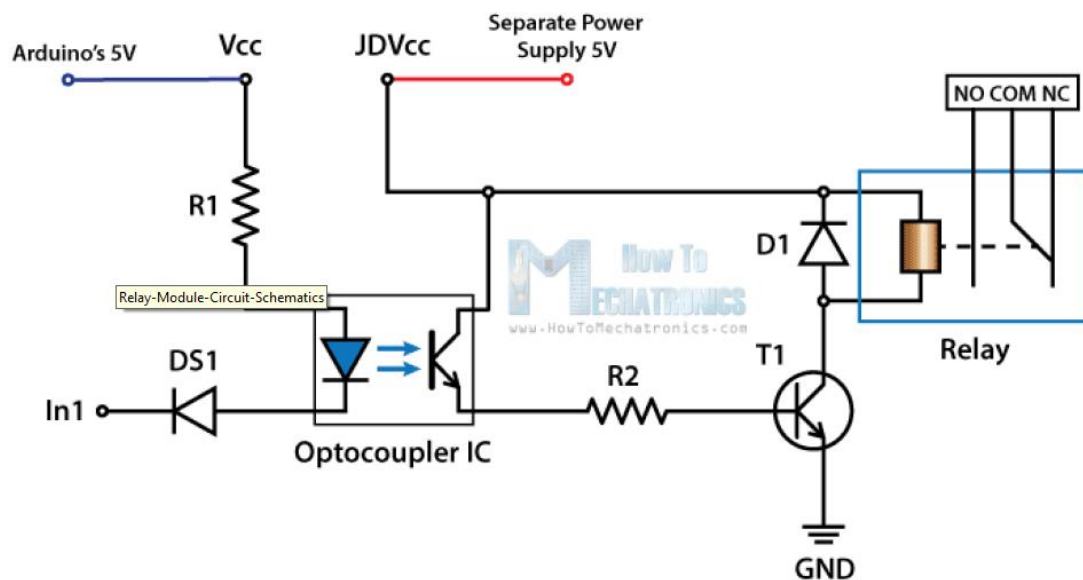 Arduino's 5V
Vcc
JDVcc
Separate Power
Supply 5V
NO COM NC
R1
D1
How To
MECHATRONICS
www.HowToMechatronics.com
Relay-Module-Circuit-Schematics
DS1
R2
T1
Relay
In1
Optocoupler IC
GND